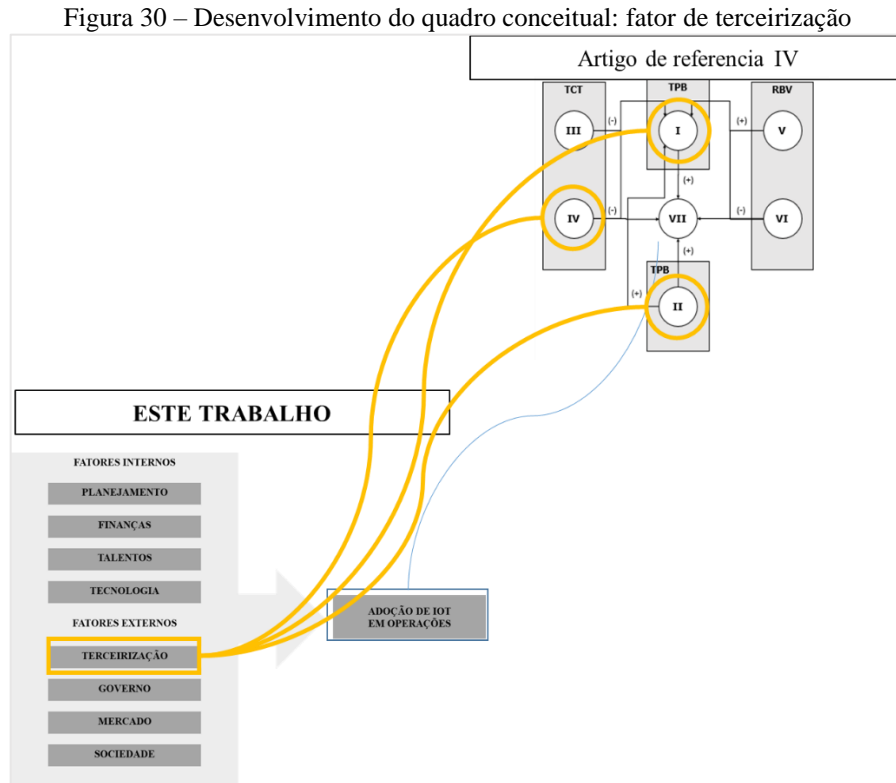 Figura 30 – Desenvolvimento do quadro conceitual: fator de terceirização
Artigo de referencia IV
TCT
TPB
RBV
III
(-)
I
(+)
V
(+)
IV
(-)
VII
(-)
VI
(+)
TPB
(+)
II
ESTE TRABALHO
FATORES INTERNOS
PLANEJAMENTO
FINANÇAS
TALENTOS
TECNOLOGIA
ADOÇÃO DE IOT
EM OPERAÇÕES
FATORES EXTERNOS
TERCEIRIZAÇÃO
GOVERNO
MERCADO
SOCIEDADE